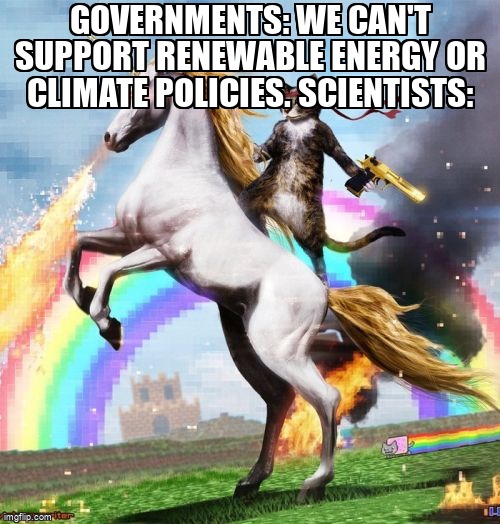 GOVERNMENTS: WE CAN'T
SUPPORT RENEWABLE ENERGY OR
CLIMATE POLICIES. SCIENTISTS:
imgflip.com